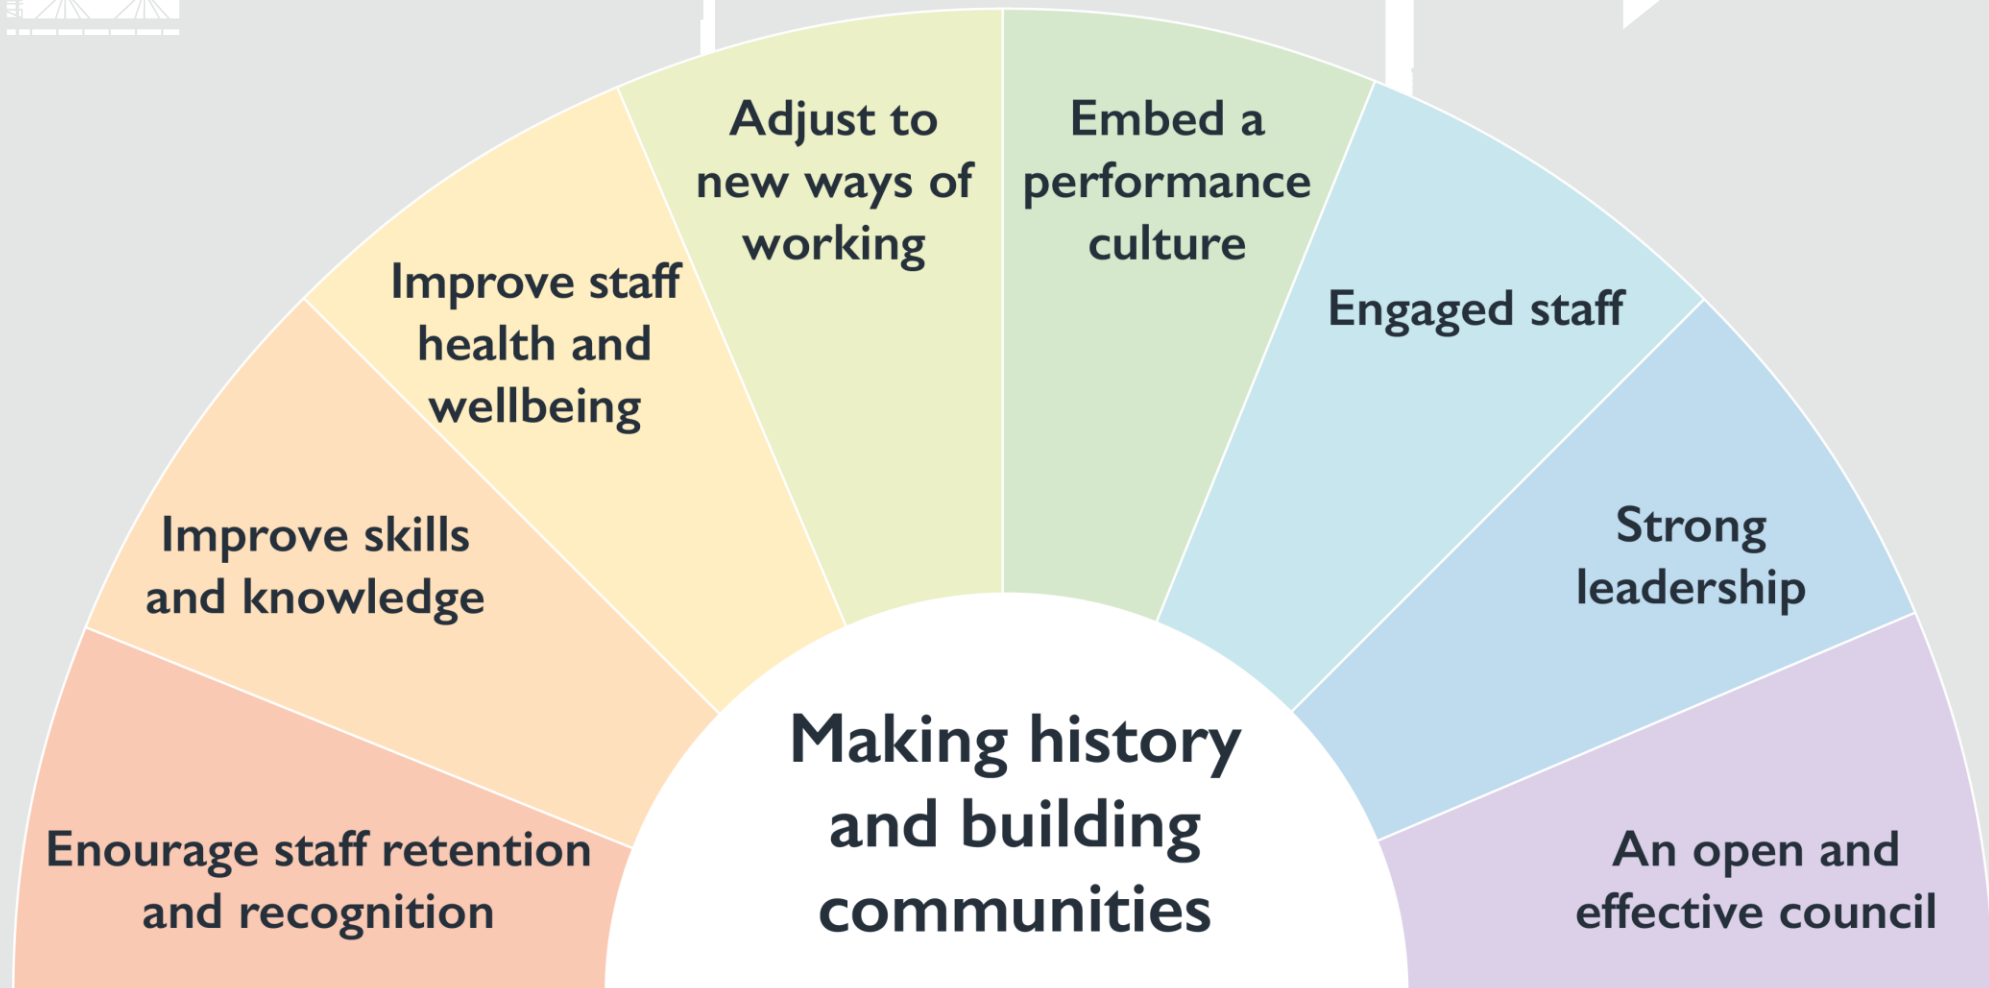 Adjust to
new ways of
working
Embed a
performance
culture
Improve staff
health and
wellbeing
Engaged staff
Improve skills
and knowledge
Strong
leadership
Enourage staff retention
and recognition
Making history
and building
communities
An open and
effective council